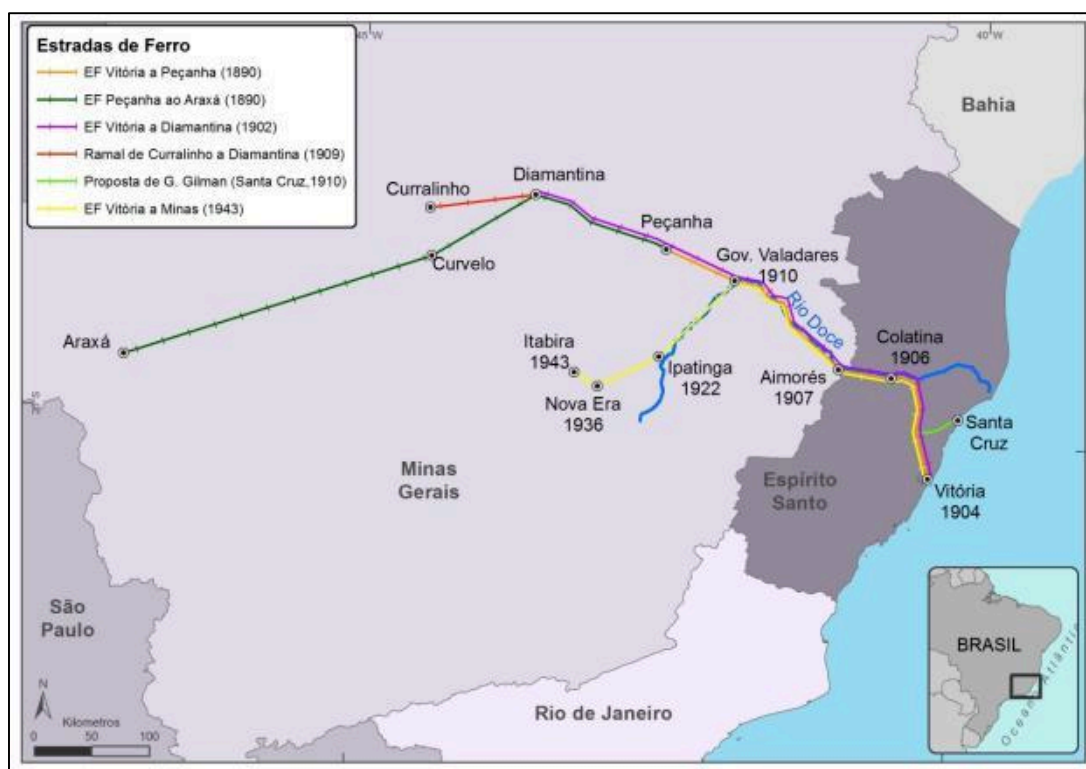 Estradas de Ferro
EF Vitória a Peçanha (1890)
EF Peçanha ao Araxá (1890)
EF Vitória a Diamantina (1902)
Ramal de Curralinho a Diamantina (1909)
Proposta de G. Gilman (Santa Cruz,1910)
EF Vitória a Minas (1943)
45°W
40°W
Bahia
Curralinho
Diamantina
Peçanha
Gov. Valadares
1910
Curvelo
Rio Doce
Araxá
Itabira
1943
Ipatinga
1922
Nova Era
1936
Aimorés
1907
Colatina
1906
Santa
Cruz
Minas
Gerais
Espírito
Santo
Vitória
1904
São
Paulo
Rio de Janeiro
N
Kilometros
0 50 100
BRASIL
Oceano Atlântico